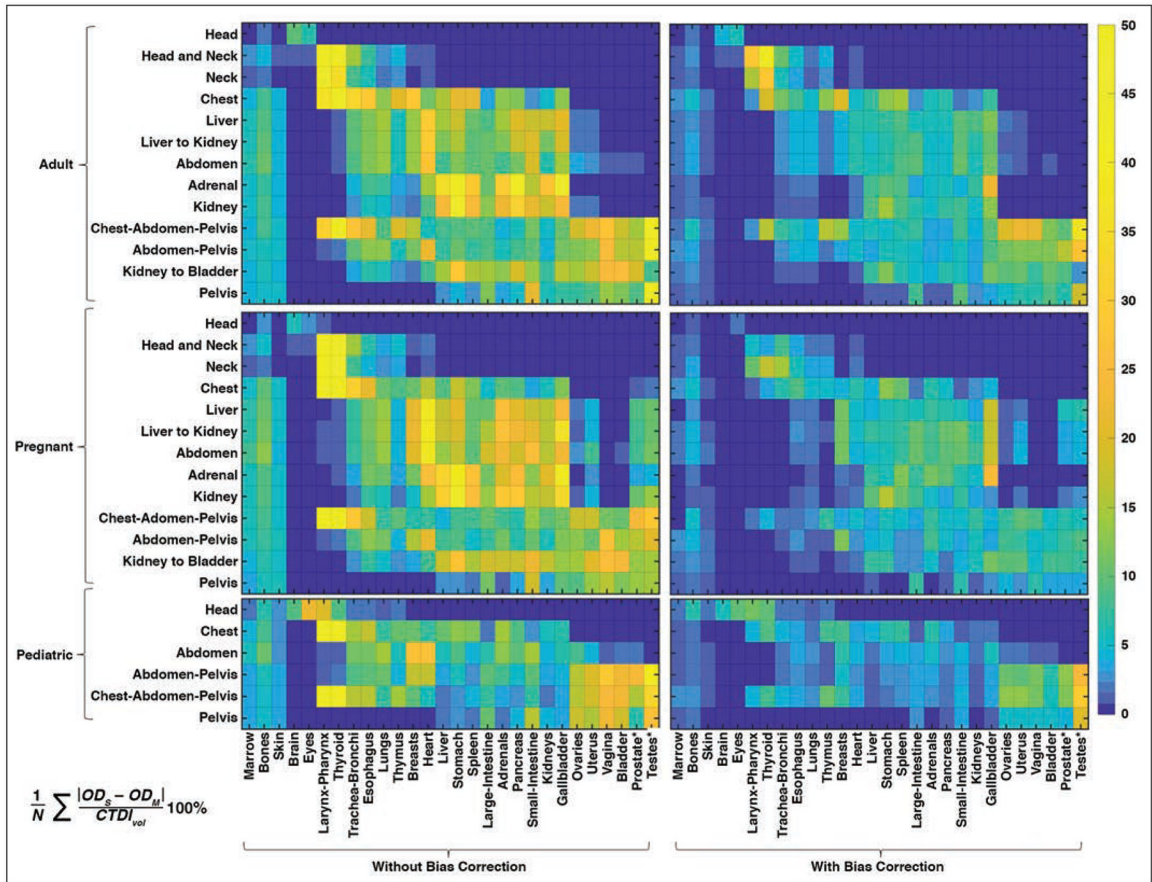 Adult
Head
Head and Neck
Neck
Chest
Liver
Liver to Kidney
Abdomen
Adrenal
Kidney
Chest-Abdomen-Pelvis
Abdomen-Pelvis
Kidney to Bladder
Pelvis
Pregnant
Head
Head and Neck
Neck
Chest
Liver
Liver to Kidney
Abdomen
Adrenal
Kidney
Chest-Adomen-Pelvis
Abdomen-Pelvis
Kidney to Bladder
Pelvis
Pediatric
Head
Chest
Abdomen
Abdomen-Pelvis
Chest-Abdomen-Pelvis
Pelvis
50
45
40
35
30
25
20
15
10
5
0
Marrow
Bones
Skin
Brain
Eyes
Larynx-Pharynx
Thyroid
Trachea-Bronchi
Esophagus
Lungs
Thymus
Breasts
Heart
Liver
Stomach
Spleen
Large-Intestine
Adrenals
Pancreas
Small-Intestine
Kidneys
Gallbladder
Ovaries
Uterus
Vagina
Bladder
Prostate*
Testes*
Marrow
Bones
Skin
Brain
Eyes
Larynx-Pharynx
Thyroid
Trachea-Bronchi
Esophagus
Lungs
Thymus
Breasts
Heart
Liver
Stomach
Spleen
Large-Intestine
Adrenals
Pancreas
Small-Intestine
Kidneys
Gallbladder
Ovaries
Uterus
Vagina
Bladder
Prostate*
Testes*
1/N ∑ |OD_S − OD_M| / CTDI_vol 100%
Without Bias Correction
With Bias Correction